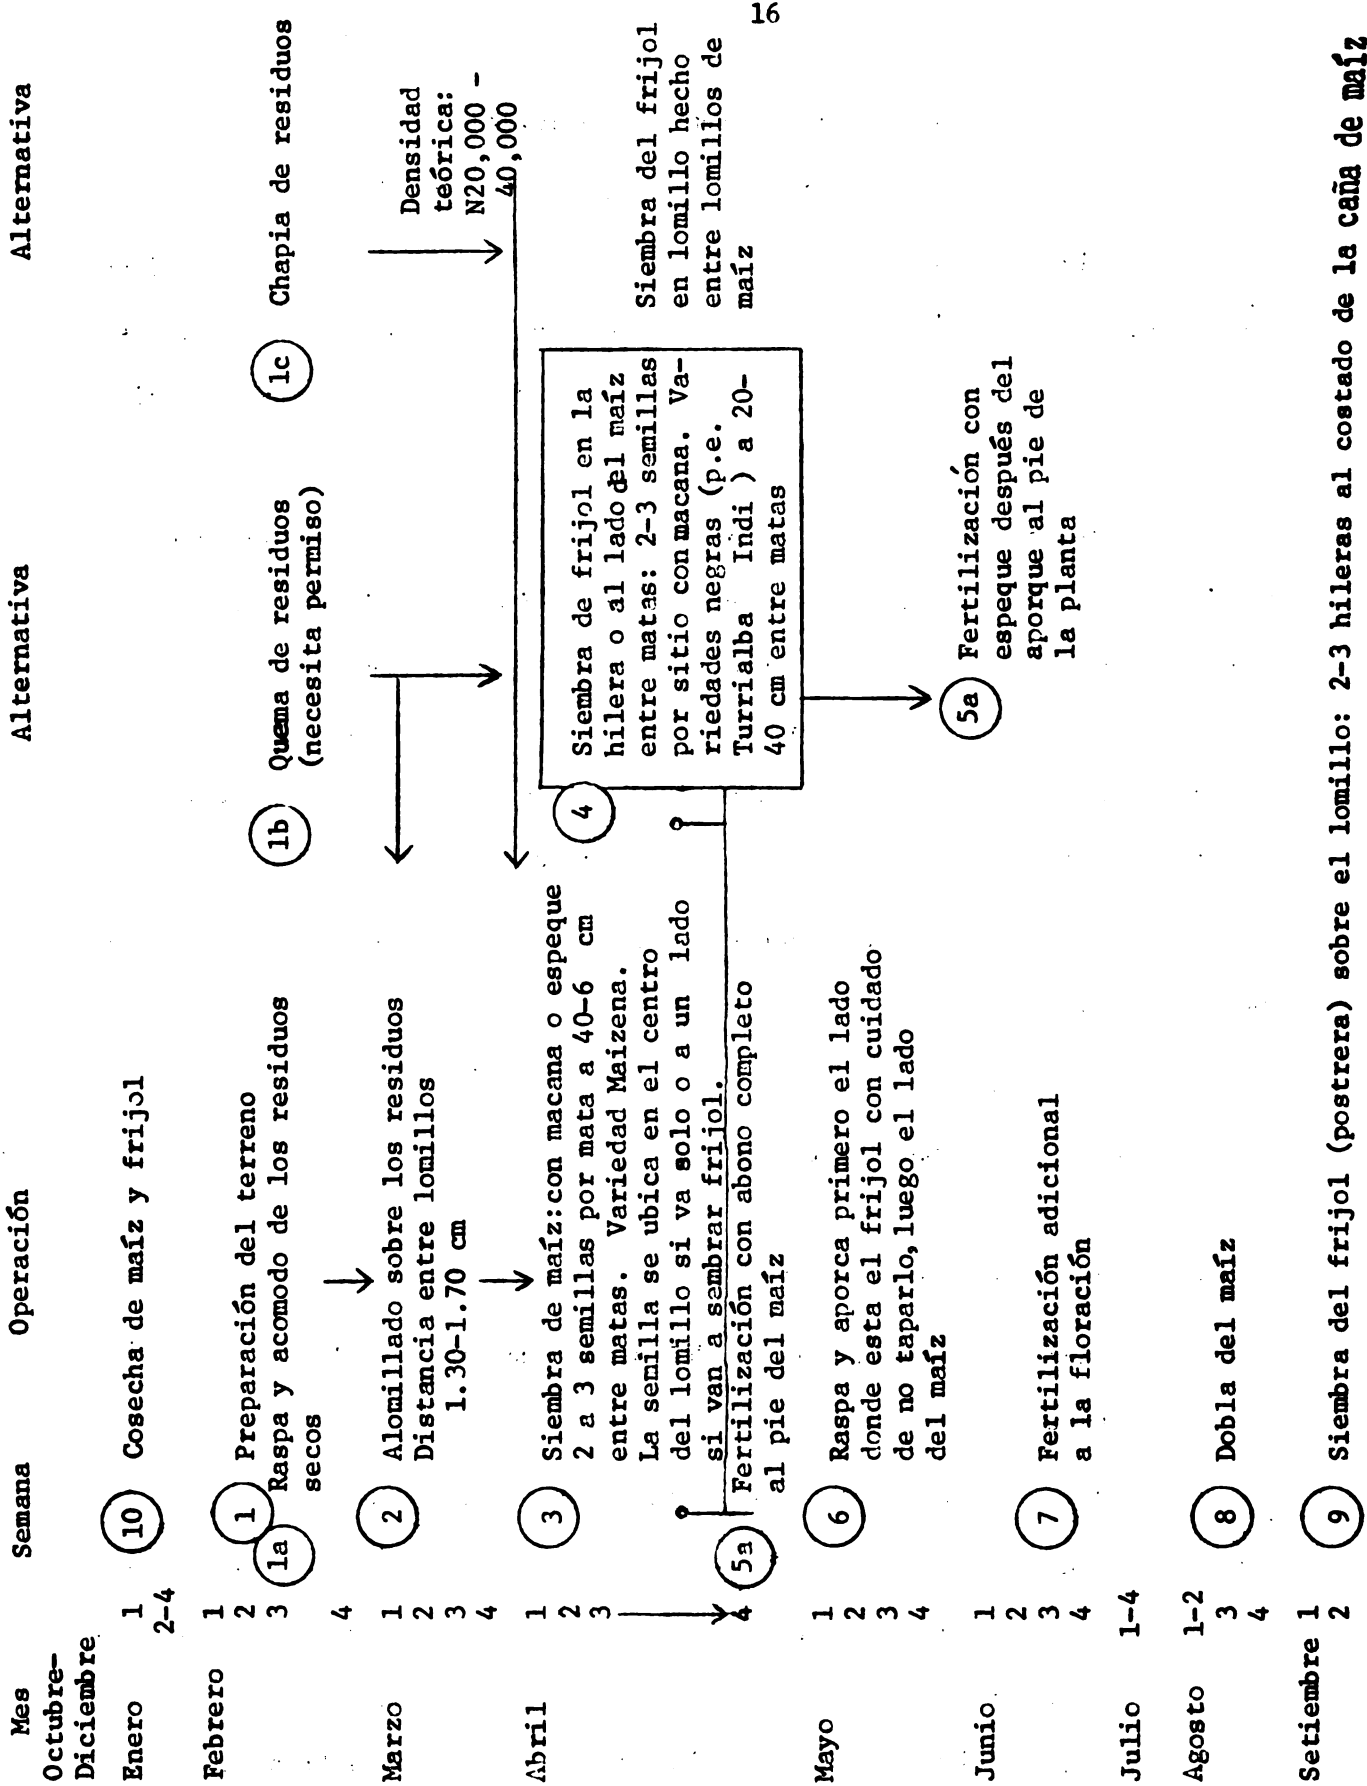 16
Mes Semana Operación Alternativa Alternativa
Octubre-
Diciembre
Enero 1 10 Cosecha de maíz y frijol
2-4
Febrero 1 1 Preparación del terreno
2
3 1a Raspa y acomodo de los residuos
secos
4
1b Quema de residuos
(necesita permiso)
1c Chapia de residuos
Marzo 1 2 Alomillado sobre los residuos
2 Distancia entre lomillos
3 1.30-1.70 cm
4
Densidad
teórica:
N20,000 -
40,000
Abril 1 3 Siembra de maíz:con macana o espeque
2 2 a 3 semillas por mata a 40-6 cm
3 entre matas. Variedad Maizena.
La semilla se ubica en el centro
del lomillo si va solo o a un lado
si van a sembrar frijol.
4 5a Fertilización con abono completo
al pie del maíz
4 Siembra de frijol en la
hilera o al lado del maíz
entre matas: 2-3 semillas
por sitio con macana. Va-
riedades negras (p.e.
Turrialba Indi ) a 20-
40 cm entre matas
Siembra del frijol
en lomillo hecho
entre lomillos de
maíz
Mayo 1 6 Raspa y aporca primero el lado
2 donde esta el frijol con cuidado
3 de no taparlo,luego el lado
4 del maíz
5a Fertilización con
espeque después del
aporque al pie de
la planta
Junio 1
2
3 7 Fertilización adicional
4 a la floración
Julio 1-4
Agosto 1-2
3 8 Dobla del maíz
4
Setiembre 1 9 Siembra del frijol (postrera) sobre el lomillo: 2-3 hileras al costado de la caña de maíz
2